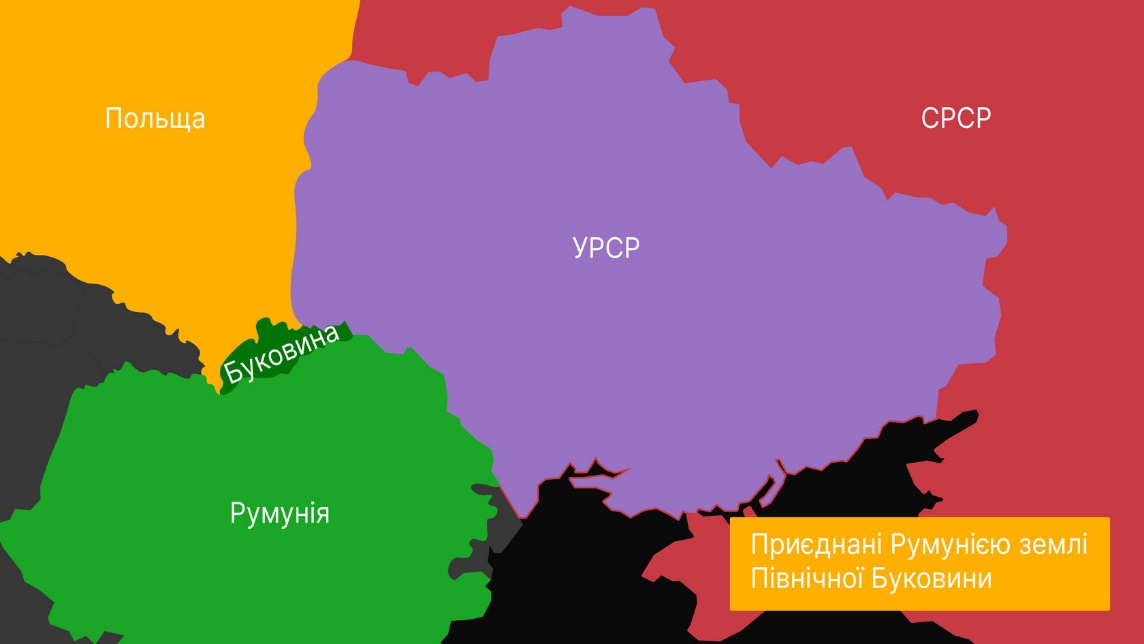 Польща
СРСР
УРСР
Буковина
Румунія
Приєднані Румунією землі
Північної Буковини